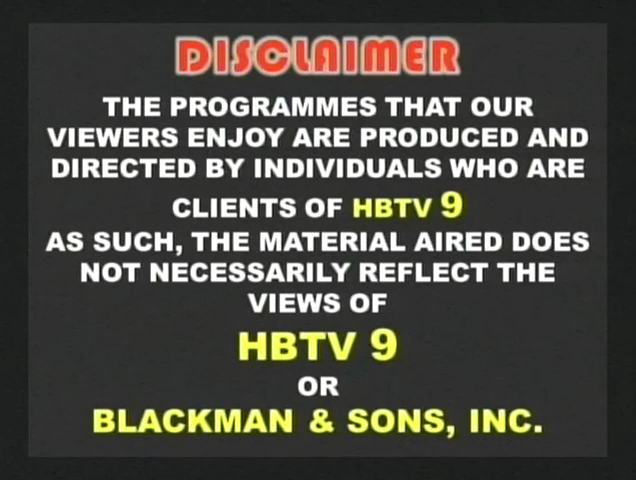 DISCLAIMER
THE PROGRAMMES THAT OUR
VIEWERS ENJOY ARE PRODUCED AND
DIRECTED BY INDIVIDUALS WHO ARE
CLIENTS OF HBTV 9
AS SUCH, THE MATERIAL AIRED DOES
NOT NECESSARILY REFLECT THE
VIEWS OF
HBTV 9
OR
BLACKMAN & SONS, INC.